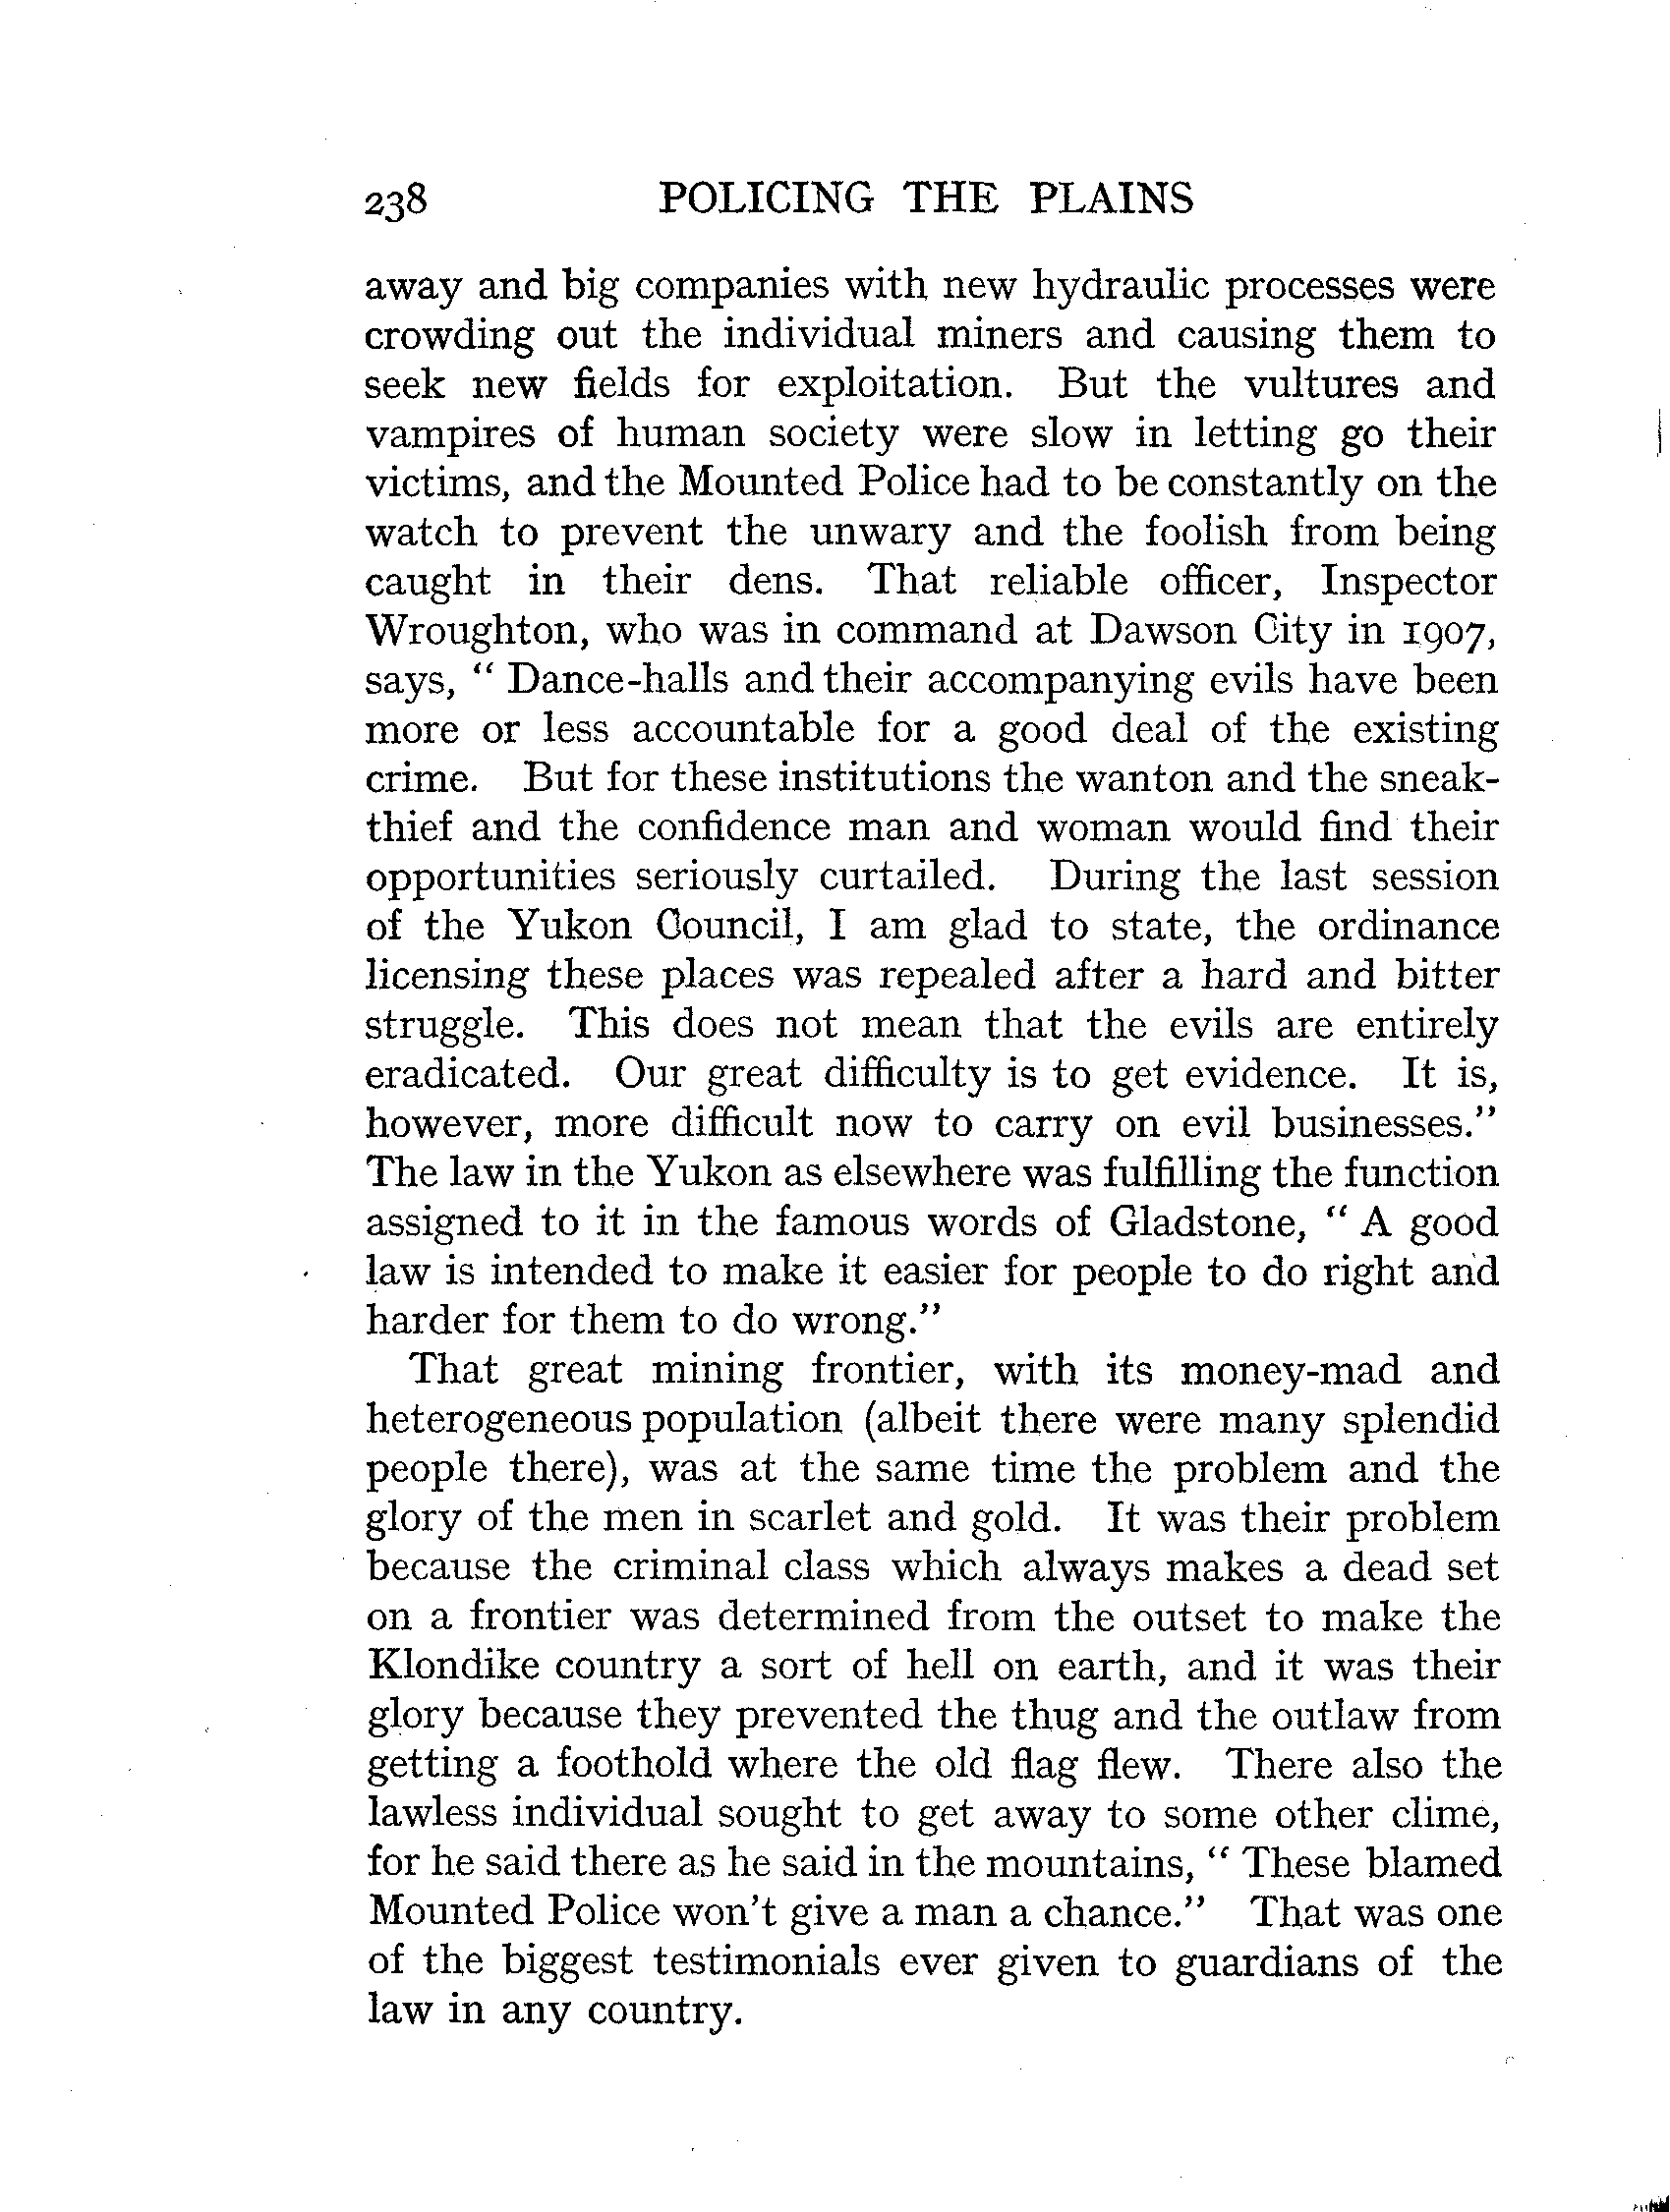 238 POLICING THE PLAINS
away and big companies with new hydraulic processes were
crowding out the individual miners and causing them to
seek new fields for exploitation. But the vultures and
vampires of human society were slow in letting go their
victims, and the Mounted Police had to be constantly on the
watch to prevent the unwary and the foolish from being
caught in their dens. That reliable officer, Inspector
Wroughton, who was in command at Dawson City in 1907,
says, " Dance-halls and their accompanying evils have been
more or less accountable for a good deal of the existing
crime. But for these institutions the wanton and the sneak-
thief and the confidence man and woman would find their
opportunities seriously curtailed. During the last session
of the Yukon Council, I am glad to state, the ordinance
licensing these places was repealed after a hard and bitter
struggle. This does not mean that the evils are entirely
eradicated. Our great difficulty is to get evidence. It is,
however, more difficult now to carry on evil businesses."
The law in the Yukon as elsewhere was fulfilling the function
assigned to it in the famous words of Gladstone, " A good
law is intended to make it easier for people to do right and
harder for them to do wrong."
That great mining frontier, with its money-mad and
heterogeneous population (albeit there were many splendid
people there), was at the same time the problem and the
glory of the men in scarlet and gold. It was their problem
because the criminal class which always makes a dead set
on a frontier was determined from the outset to make the
Klondike country a sort of hell on earth, and it was their
glory because they prevented the thug and the outlaw from
getting a foothold where the old flag flew. There also the
lawless individual sought to get away to some other clime,
for he said there as he said in the mountains, " These blamed
Mounted Police won't give a man a chance." That was one
of the biggest testimonials ever given to guardians of the
law in any country.